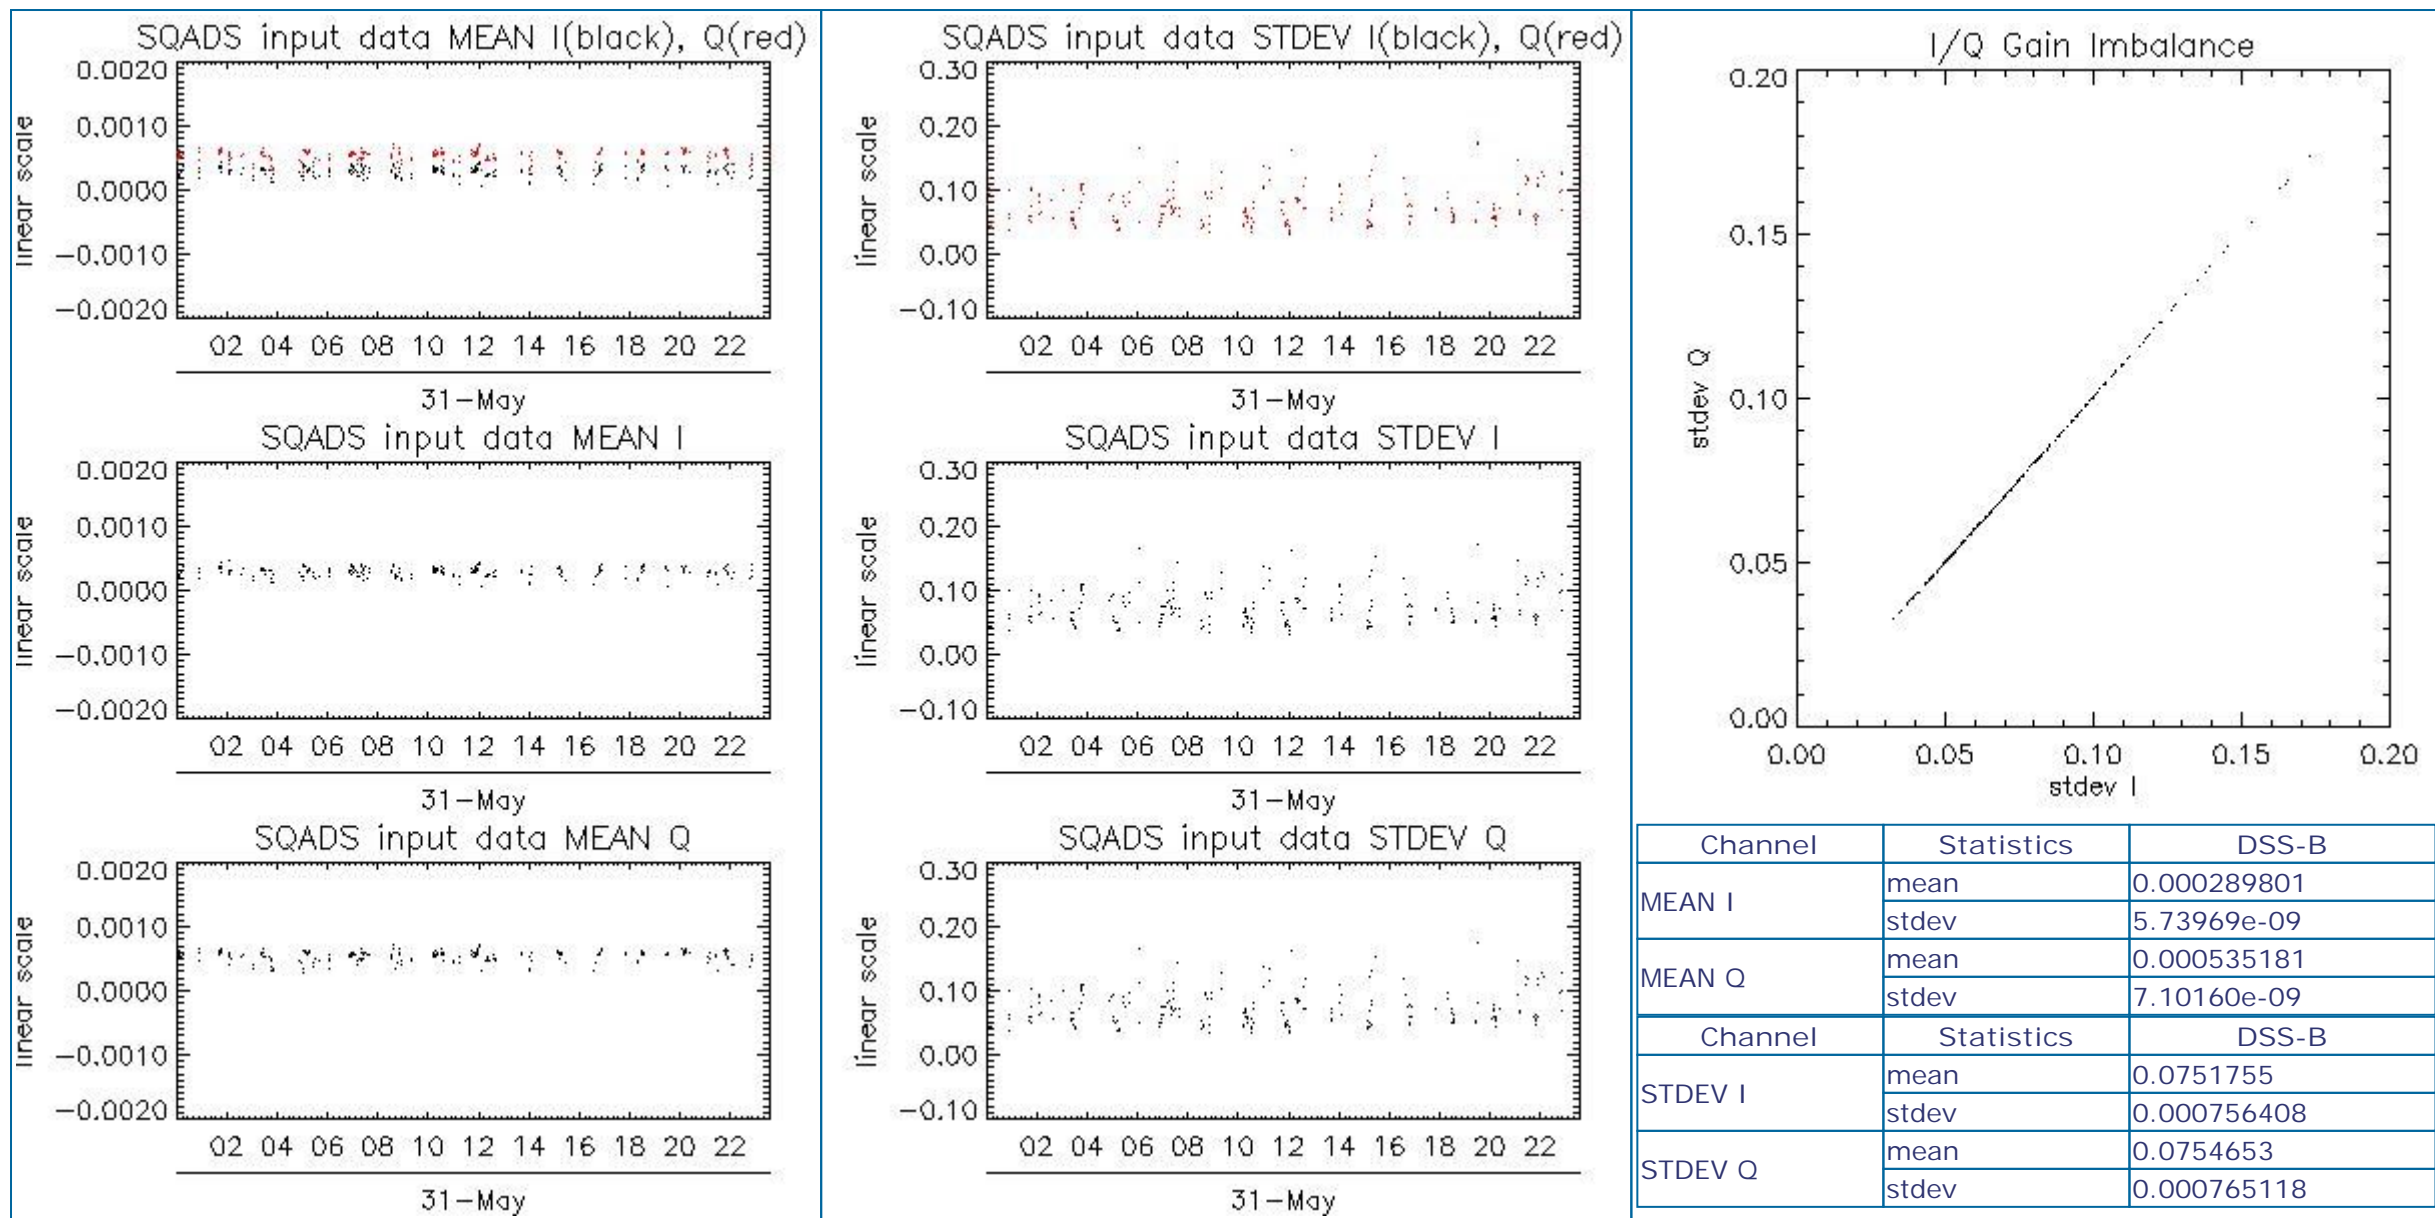 SQADS input data MEAN I(black), Q(red)
0.0020
0.0010
0.0000
-0.0010
-0.0020
linear scale
02 04 06 08 10 12 14 16 18 20 22
31-May
SQADS input data MEAN I
0.0020
0.0010
0.0000
-0.0010
-0.0020
linear scale
02 04 06 08 10 12 14 16 18 20 22
31-May
SQADS input data MEAN Q
0.0020
0.0010
0.0000
-0.0010
-0.0020
linear scale
02 04 06 08 10 12 14 16 18 20 22
31-May
SQADS input data STDEV I(black), Q(red)
0.30
0.20
0.10
0.00
-0.10
linear scale
02 04 06 08 10 12 14 16 18 20 22
31-May
SQADS input data STDEV I
0.30
0.20
0.10
0.00
-0.10
linear scale
02 04 06 08 10 12 14 16 18 20 22
31-May
SQADS input data STDEV Q
0.30
0.20
0.10
0.00
-0.10
linear scale
02 04 06 08 10 12 14 16 18 20 22
31-May
I/Q Gain Imbalance
0.20
0.15
0.10
0.05
0.00
stdev Q
0.00 0.05 0.10 0.15 0.20
stdev I
Channel Statistics DSS-B
MEAN I mean 0.000289801
stdev 5.73969e-09
MEAN Q mean 0.000535181
stdev 7.10160e-09
Channel Statistics DSS-B
STDEV I mean 0.0751755
stdev 0.000756408
STDEV Q mean 0.0754653
stdev 0.000765118